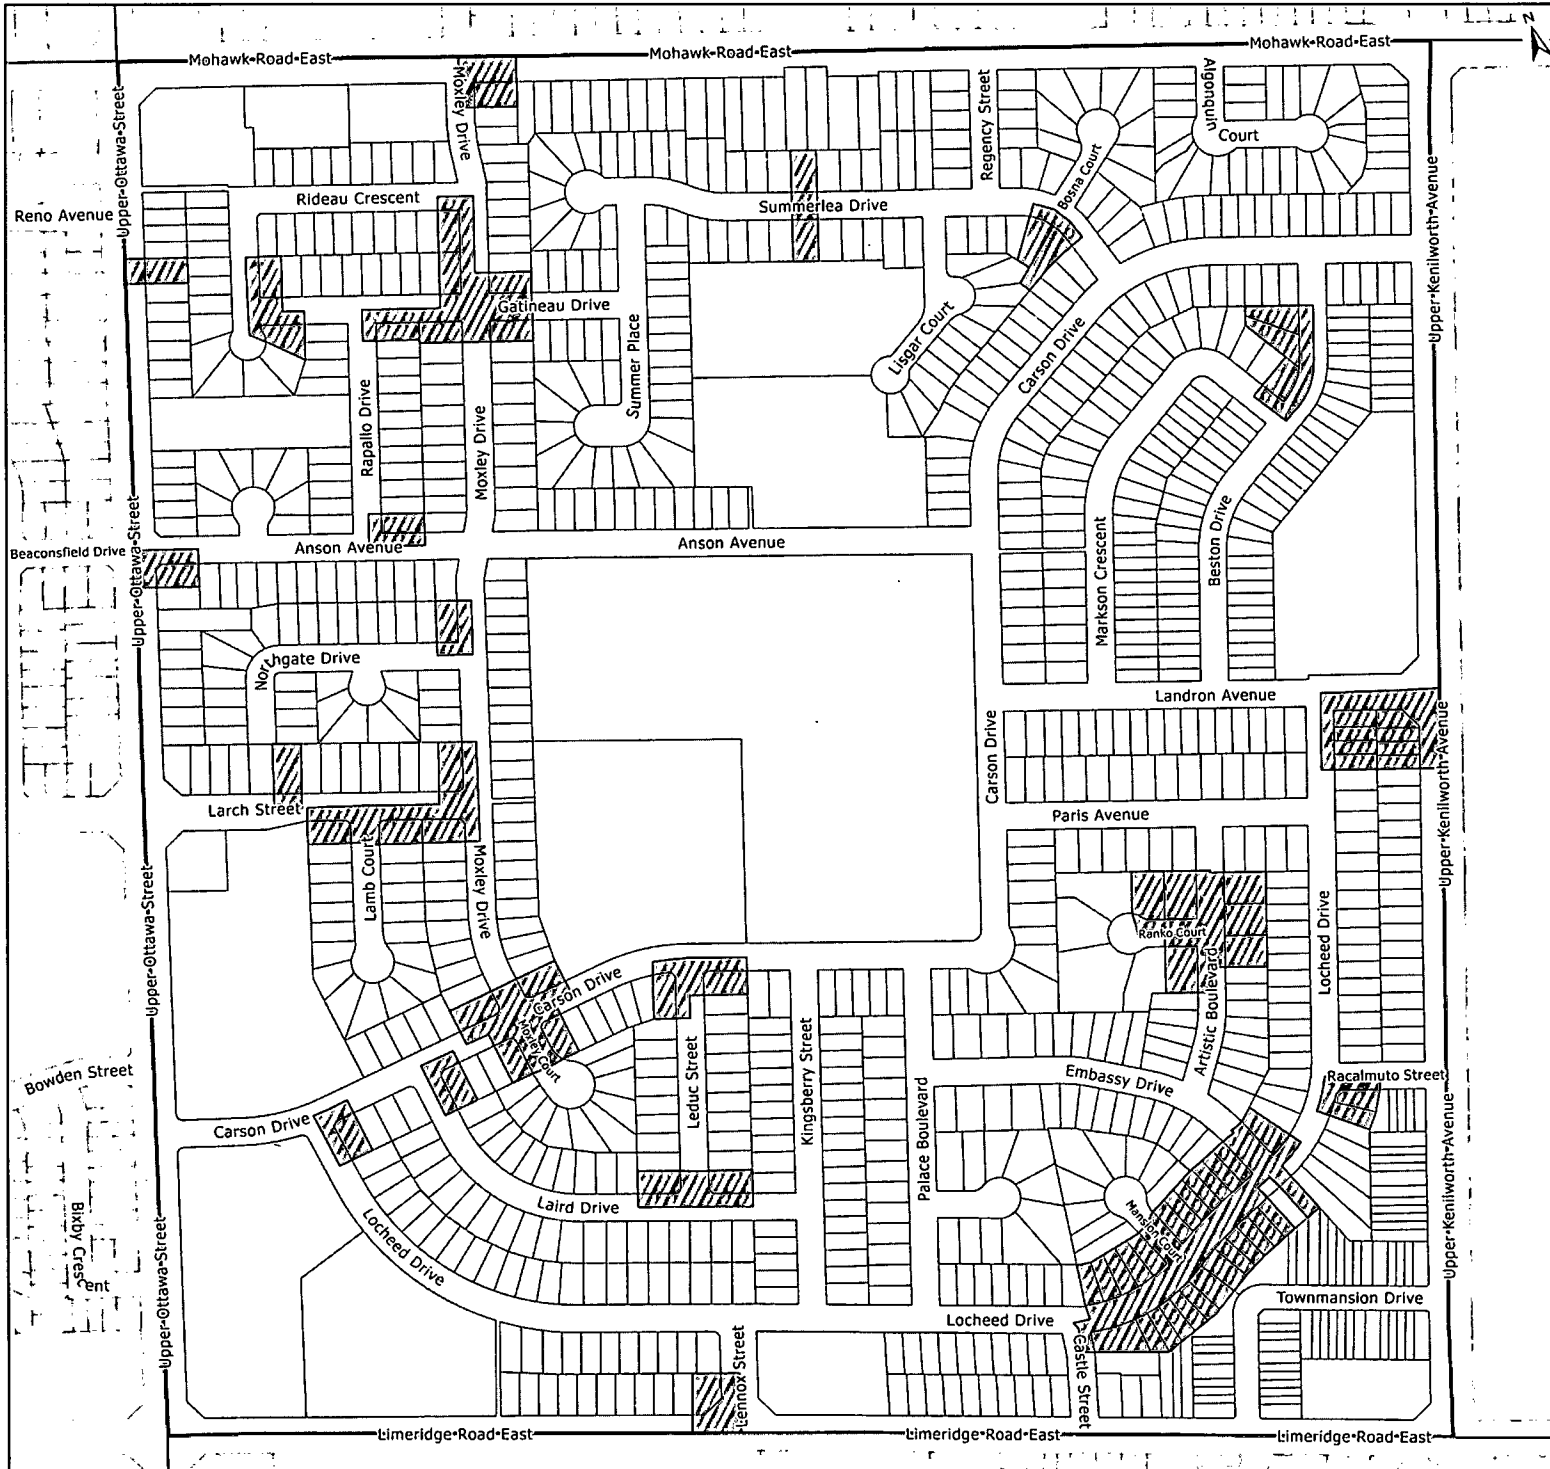 Mohawk Road East
Mohawk Road East
Mohawk Road East
Z
Upper Ottawa Street
Moxley Drive
Regency Street
Algonquin
Court
Bosna Court
Upper Kenilworth Avenue
Reno Avenue
Rideau Crescent
Summerlea Drive
Gatineau Drive
Summer Place
Lisgar Court
Carson Drive
Rapallo Drive
Moxley Drive
Markson Crescent
Beston Drive
Beaconsfield Drive
Upper Ottawa Street
Anson Avenue
Anson Avenue
Northgate Drive
Landron Avenue
Carson Drive
Upper Kenilworth Avenue
Larch Street
Lamb Court
Moxley Drive
Paris Avenue
Locheed Drive
Upper Ottawa Street
Ranko Court
Artistic Boulevard
Carson Drive
Moxley Court
Leduc Street
Kingsberry Street
Palace Boulevard
Embassy Drive
Racalmuto Street
Bowden Street
Carson Drive
Upper Kenilworth Avenue
Laird Drive
Mansion Court
Bixby Crescent
Upper Ottawa Street
Locheed Drive
Townmansion Drive
Locheed Drive
Lennox Street
Castle Street
Limeridge Road East
Limeridge Road East
Limeridge Road East